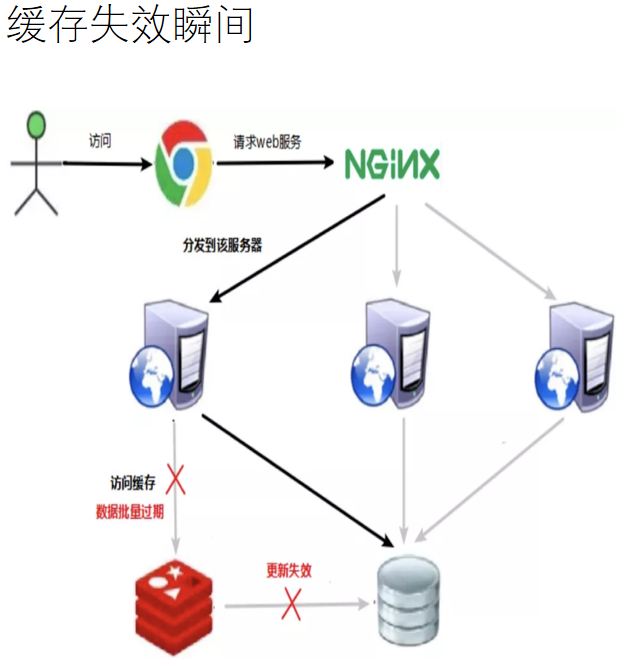 缓存失效瞬间
访问
请求web服务
NGiNX
分发到该服务器
访问缓存
数据批量过期
更新失效